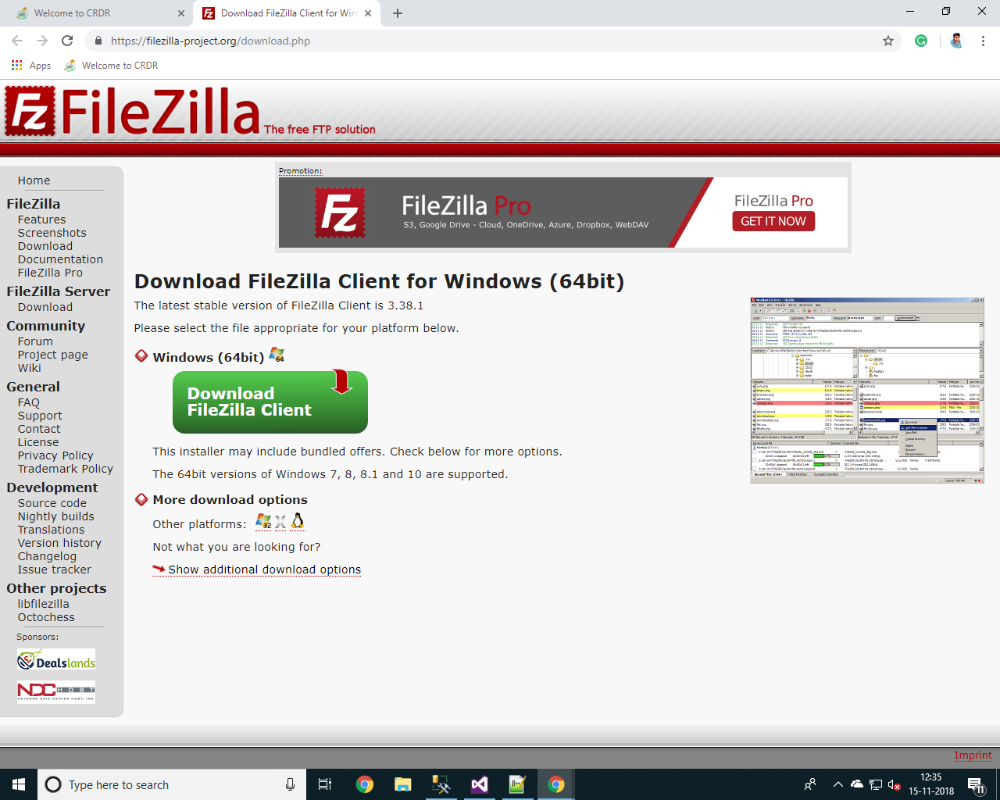 Welcome to CRDR
Download FileZilla Client for Win
https://filezilla-project.org/download.php
Apps
Welcome to CRDR
Fz
FileZilla
The free FTP solution
Home
FileZilla
Features
Screenshots
Download
Documentation
FileZilla Pro
FileZilla Server
Download
Community
Forum
Project page
Wiki
General
FAQ
Support
Contact
License
Privacy Policy
Trademark Policy
Development
Source code
Nightly builds
Translations
Version history
Changelog
Issue tracker
Other projects
libfilezilla
Octochess
Sponsors:
Dealslands
NDCHOST
NETWORK DATA CENTER HOST, INC.
Promotion:
Fz
FileZilla Pro
S3, Google Drive - Cloud, OneDrive, Azure, Dropbox, WebDAV
FileZilla Pro
GET IT NOW
Download FileZilla Client for Windows (64bit)
The latest stable version of FileZilla Client is 3.38.1
Please select the file appropriate for your platform below.
Windows (64bit)
64
Download
FileZilla Client
This installer may include bundled offers. Check below for more options.
The 64bit versions of Windows 7, 8, 8.1 and 10 are supported.
More download options
Other platforms:
32
Not what you are looking for?
Show additional download options
Imprint
Type here to search
12:35
15-11-2018
11